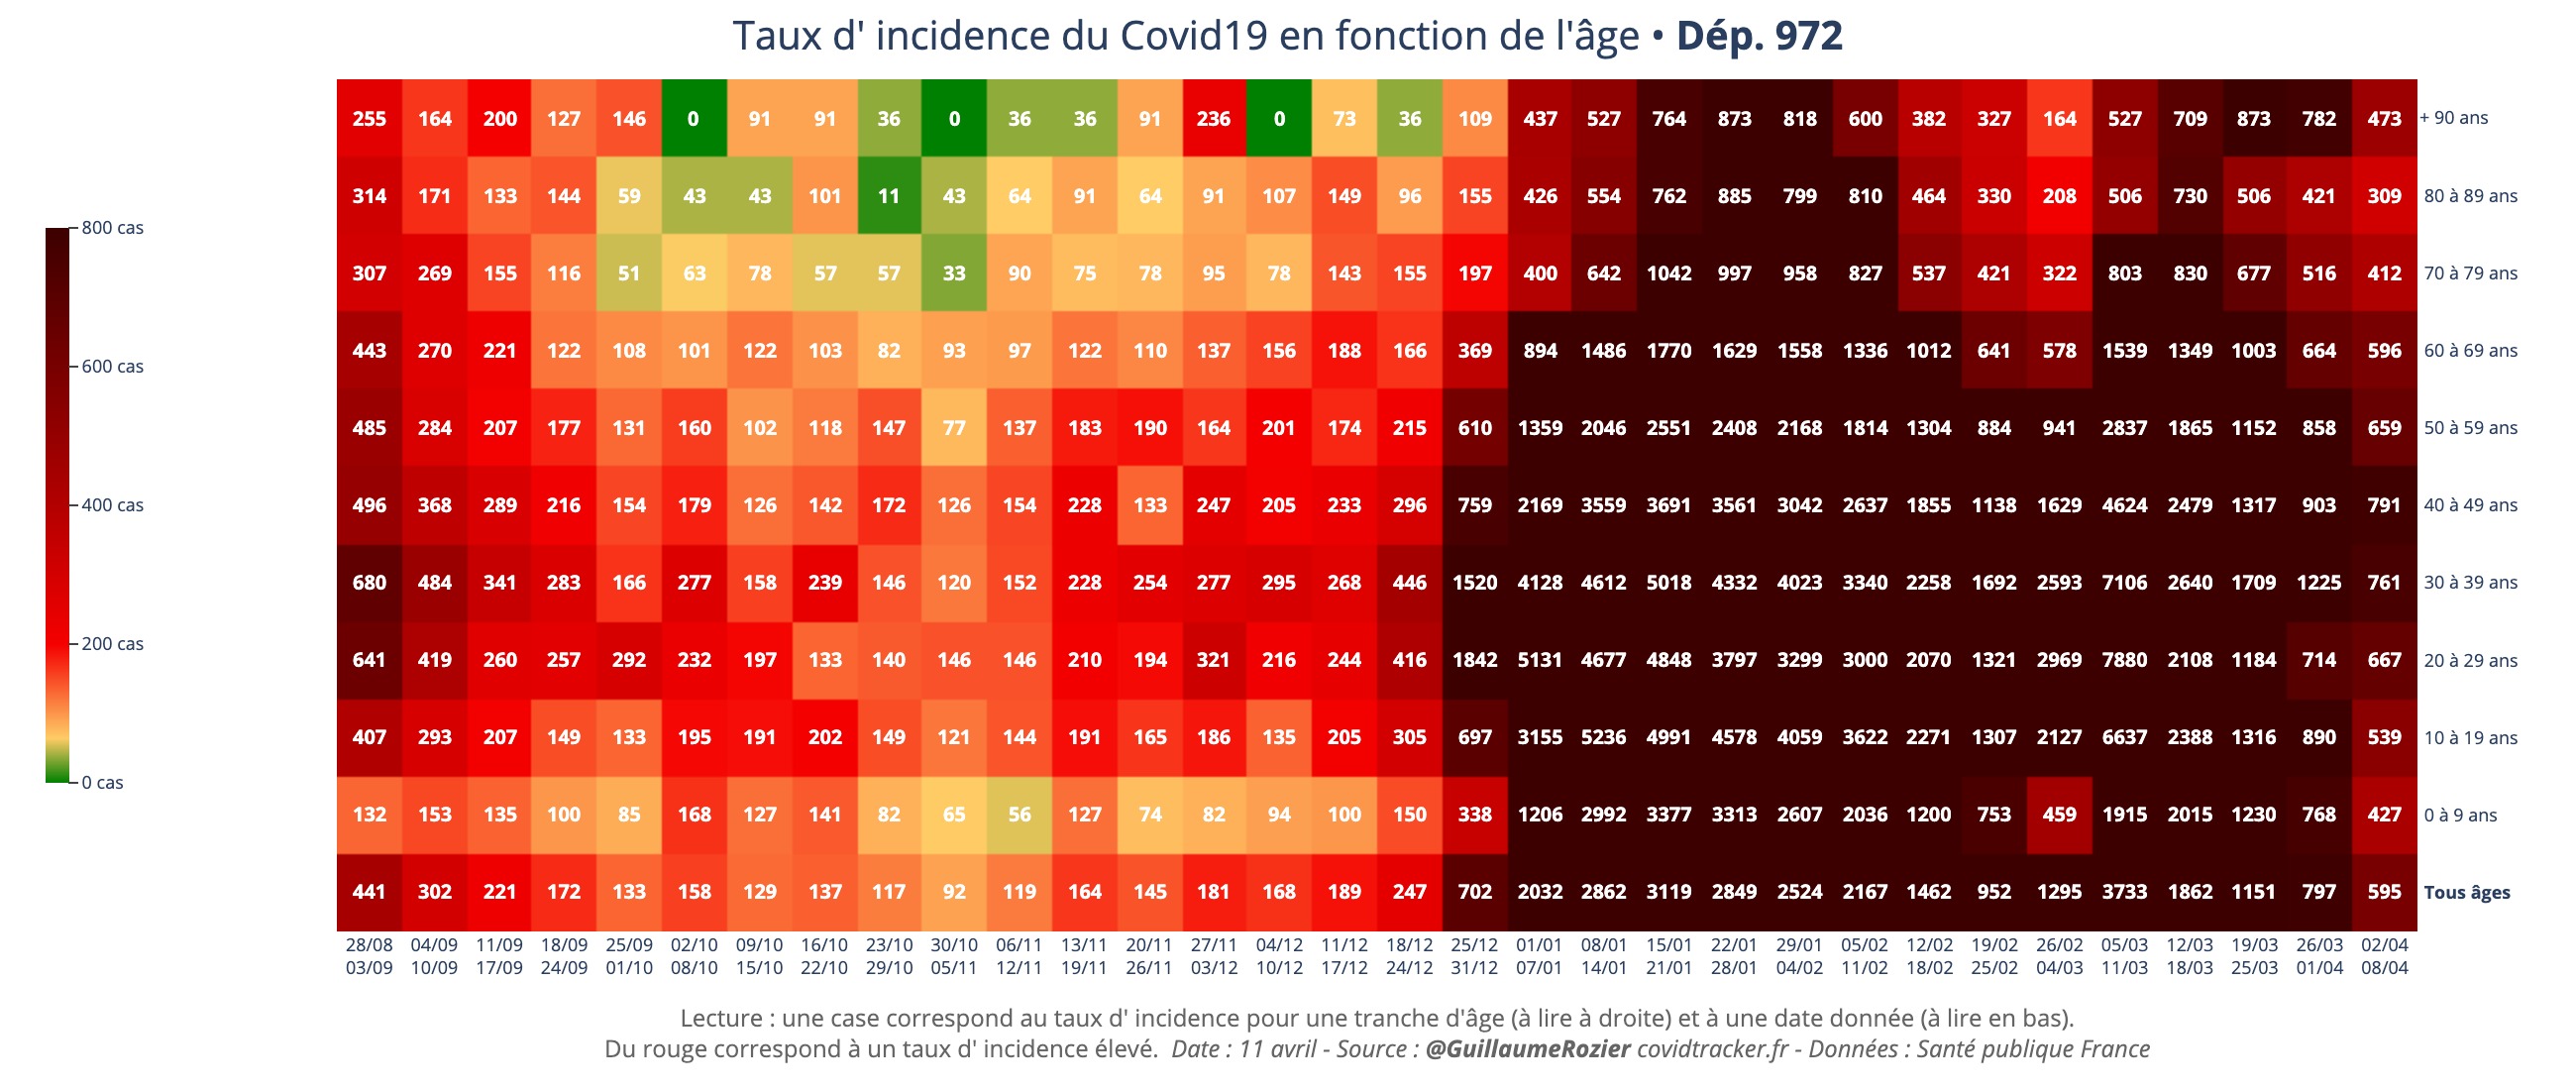 Taux d' incidence du Covid19 en fonction de l'âge • Dép. 972
255 164 200 127 146 0 91 91 36 0 36 36 91 236 0 73 36 109 437 527 764 873 818 600 382 327 164 527 709 873 782 473 + 90 ans
314 171 133 144 59 43 43 101 11 43 64 91 64 91 107 149 96 155 426 554 762 885 799 810 464 330 208 506 730 506 421 309 80 à 89 ans
800 cas
307 269 155 116 51 63 78 57 57 33 90 75 78 95 78 143 155 197 400 642 1042 997 958 827 537 421 322 803 830 677 516 412 70 à 79 ans
443 270 221 122 108 101 122 103 82 93 97 122 110 137 156 188 166 369 894 1486 1770 1629 1558 1336 1012 641 578 1539 1349 1003 664 596 60 à 69 ans
600 cas
485 284 207 177 131 160 102 118 147 77 137 183 190 164 201 174 215 610 1359 2046 2551 2408 2168 1814 1304 884 941 2837 1865 1152 858 659 50 à 59 ans
400 cas
496 368 289 216 154 179 126 142 172 126 154 228 133 247 205 233 296 759 2169 3559 3691 3561 3042 2637 1855 1138 1629 4624 2479 1317 903 791 40 à 49 ans
680 484 341 283 166 277 158 239 146 120 152 228 254 277 295 268 446 1520 4128 4612 5018 4332 4023 3340 2258 1692 2593 7106 2640 1709 1225 761 30 à 39 ans
200 cas
641 419 260 257 292 232 197 133 140 146 146 210 194 321 216 244 416 1842 5131 4677 4848 3797 3299 3000 2070 1321 2969 7880 2108 1184 714 667 20 à 29 ans
407 293 207 149 133 195 191 202 149 121 144 191 165 186 135 205 305 697 3155 5236 4991 4578 4059 3622 2271 1307 2127 6637 2388 1316 890 539 10 à 19 ans
0 cas
132 153 135 100 85 168 127 141 82 65 56 127 74 82 94 100 150 338 1206 2992 3377 3313 2607 2036 1200 753 459 1915 2015 1230 768 427 0 à 9 ans
441 302 221 172 133 158 129 137 117 92 119 164 145 181 168 189 247 702 2032 2862 3119 2849 2524 2167 1462 952 1295 3733 1862 1151 797 595 Tous âges
28/08 04/09 11/09 18/09 25/09 02/10 09/10 16/10 23/10 30/10 06/11 13/11 20/11 27/11 04/12 11/12 18/12 25/12 01/01 08/01 15/01 22/01 29/01 05/02 12/02 19/02 26/02 05/03 12/03 19/03 26/03 02/04
03/09 10/09 17/09 24/09 01/10 08/10 15/10 22/10 29/10 05/11 12/11 19/11 26/11 03/12 10/12 17/12 24/12 31/12 07/01 14/01 21/01 28/01 04/02 11/02 18/02 25/02 04/03 11/03 18/03 25/03 01/04 08/04
Lecture : une case correspond au taux d' incidence pour une tranche d'âge (à lire à droite) et à une date donnée (à lire en bas).
Du rouge correspond à un taux d' incidence élevé. Date : 11 avril - Source : @GuillaumeRozier covidtracker.fr - Données : Santé publique France